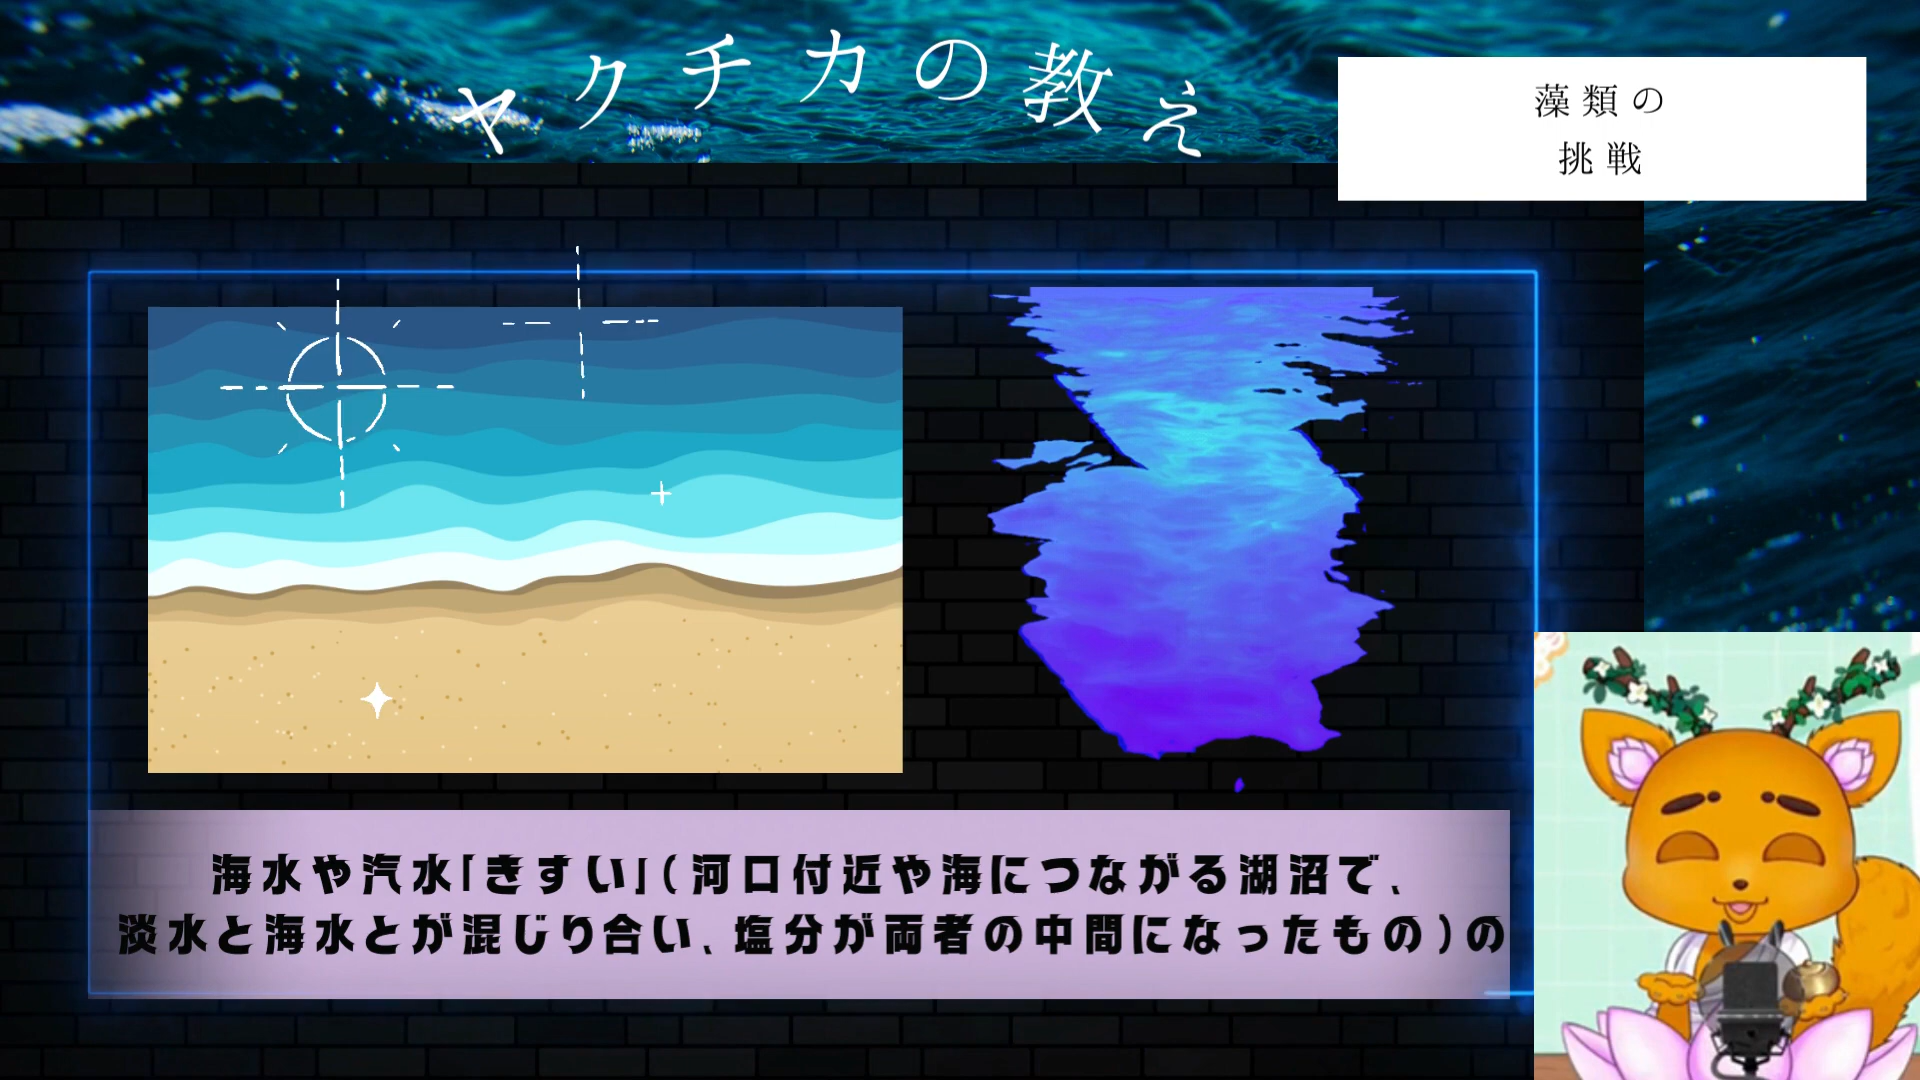 ヤクチカの教え
藻類の
挑戦
海水や汽水「きすい」(河口付近や海につながる湖沼で、
淡水と海水とが混じり合い、塩分が両者の中間になったもの)の